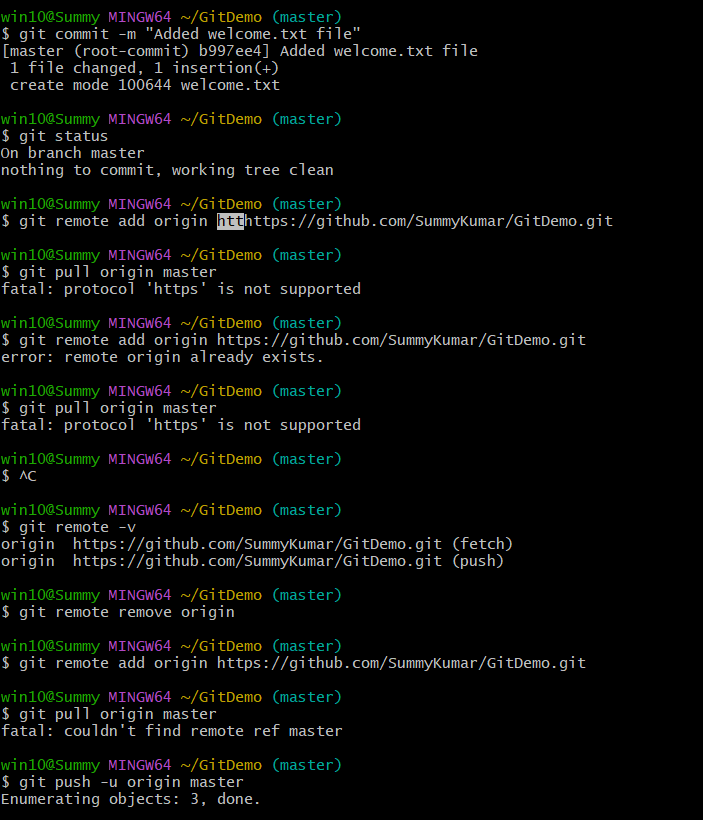 win10@Summy MINGW64 ~/GitDemo (master)
$ git commit -m "Added welcome.txt file"
[master (root-commit) b997ee4] Added welcome.txt file
 1 file changed, 1 insertion(+)
 create mode 100644 welcome.txt

win10@Summy MINGW64 ~/GitDemo (master)
$ git status
On branch master
nothing to commit, working tree clean

win10@Summy MINGW64 ~/GitDemo (master)
$ git remote add origin htthttps://github.com/SummyKumar/GitDemo.git

win10@Summy MINGW64 ~/GitDemo (master)
$ git pull origin master
fatal: protocol 'https' is not supported

win10@Summy MINGW64 ~/GitDemo (master)
$ git remote add origin https://github.com/SummyKumar/GitDemo.git
error: remote origin already exists.

win10@Summy MINGW64 ~/GitDemo (master)
$ git pull origin master
fatal: protocol 'https' is not supported

win10@Summy MINGW64 ~/GitDemo (master)
$ ^C

win10@Summy MINGW64 ~/GitDemo (master)
$ git remote -v
origin  https://github.com/SummyKumar/GitDemo.git (fetch)
origin  https://github.com/SummyKumar/GitDemo.git (push)

win10@Summy MINGW64 ~/GitDemo (master)
$ git remote remove origin

win10@Summy MINGW64 ~/GitDemo (master)
$ git remote add origin https://github.com/SummyKumar/GitDemo.git

win10@Summy MINGW64 ~/GitDemo (master)
$ git pull origin master
fatal: couldn't find remote ref master

win10@Summy MINGW64 ~/GitDemo (master)
$ git push -u origin master
Enumerating objects: 3, done.